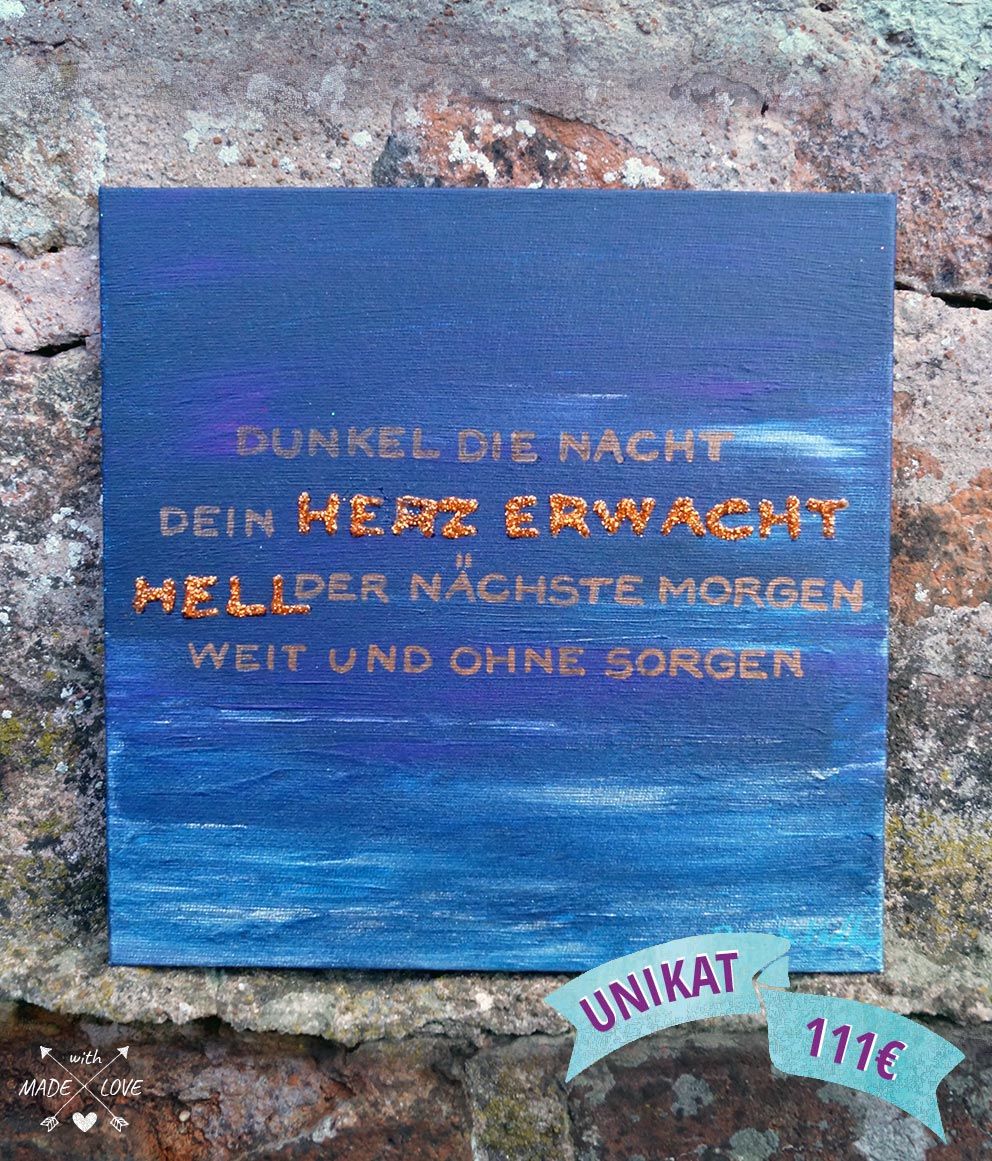 DUNKEL DIE NACHT
DEIN HERZ ERWACHT
HELL DER NÄCHSTE MORGEN
WEIT UND OHNE SORGEN
UNIKAT
111€
with
MADE LOVE